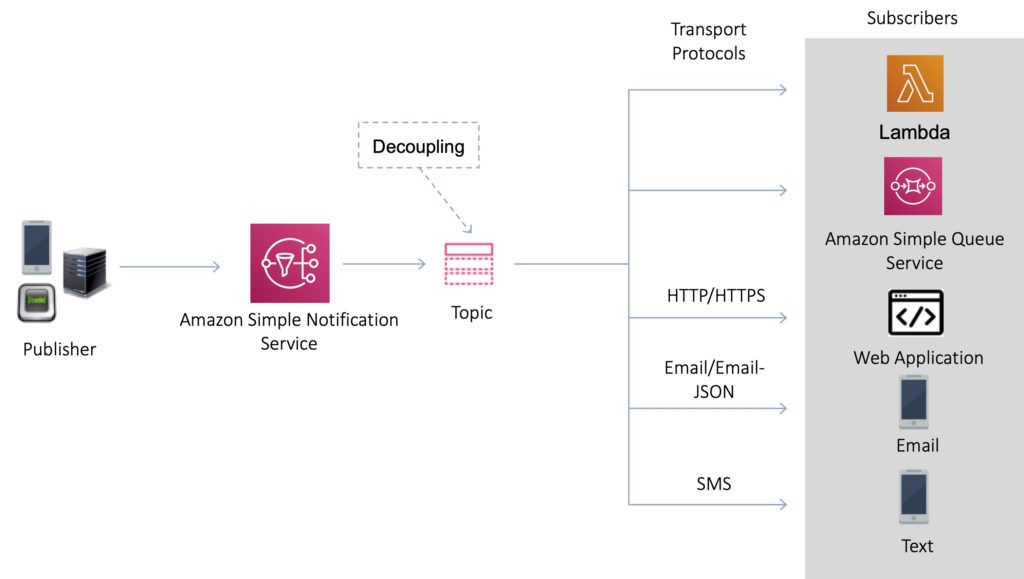 Subscribers
Transport
Protocols
Lambda
Decoupling
Amazon Simple Queue
Service
HTTP/HTTPS
Topic
Amazon Simple Notification
Service
Publisher
Web Application
Email/Email-
JSON
Email
SMS
Text